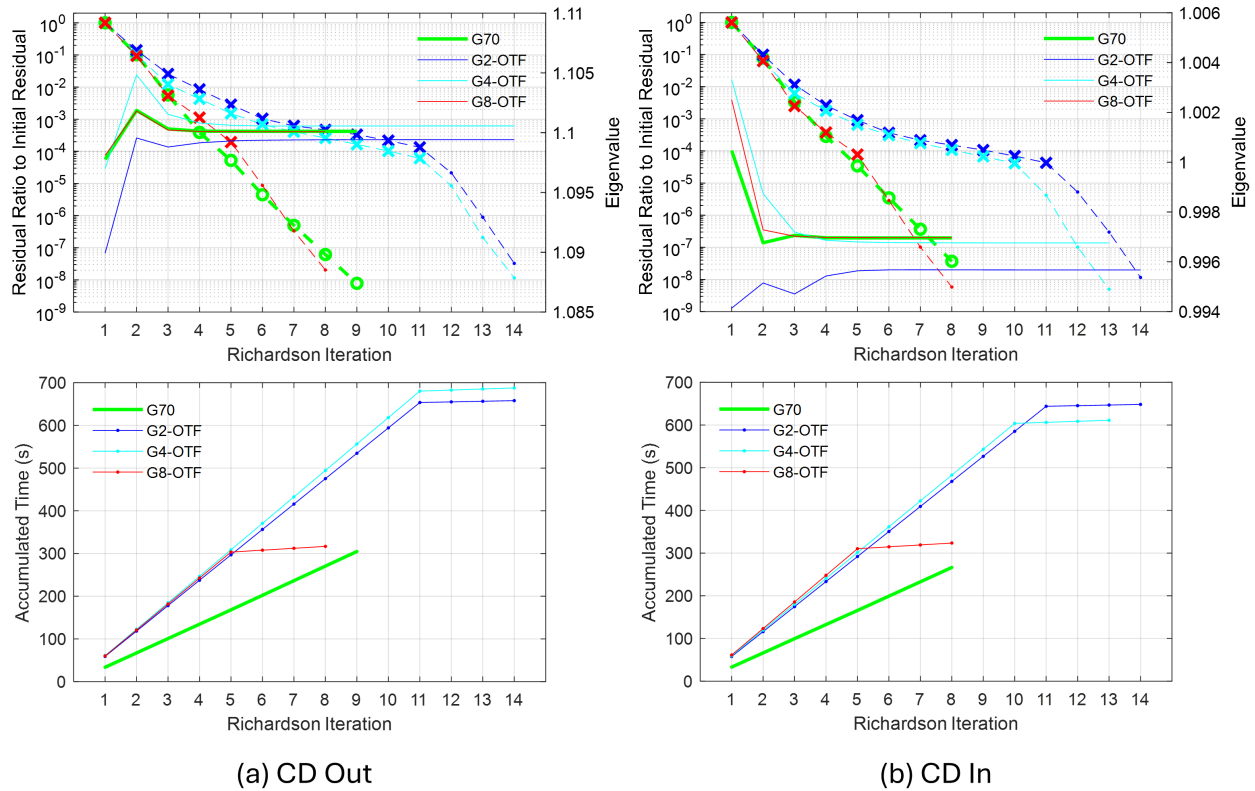 Residual Ratio to Initial Residual
10^0
10^-1
10^-2
10^-3
10^-4
10^-5
10^-6
10^-7
10^-8
10^-9
G70
G2-OTF
G4-OTF
G8-OTF
1.11
1.105
1.1
1.095
1.09
1.085
Eigenvalue
1 2 3 4 5 6 7 8 9 10 11 12 13 14
Richardson Iteration
Residual Ratio to Initial Residual
10^0
10^-1
10^-2
10^-3
10^-4
10^-5
10^-6
10^-7
10^-8
10^-9
G70
G2-OTF
G4-OTF
G8-OTF
1.006
1.004
1.002
1
0.998
0.996
0.994
Eigenvalue
1 2 3 4 5 6 7 8 9 10 11 12 13 14
Richardson Iteration
Accumulated Time (s)
700
600
500
400
300
200
100
0
G70
G2-OTF
G4-OTF
G8-OTF
1 2 3 4 5 6 7 8 9 10 11 12 13 14
Richardson Iteration
Accumulated Time (s)
700
600
500
400
300
200
100
0
G70
G2-OTF
G4-OTF
G8-OTF
1 2 3 4 5 6 7 8 9 10 11 12 13 14
Richardson Iteration
(a) CD Out
(b) CD In